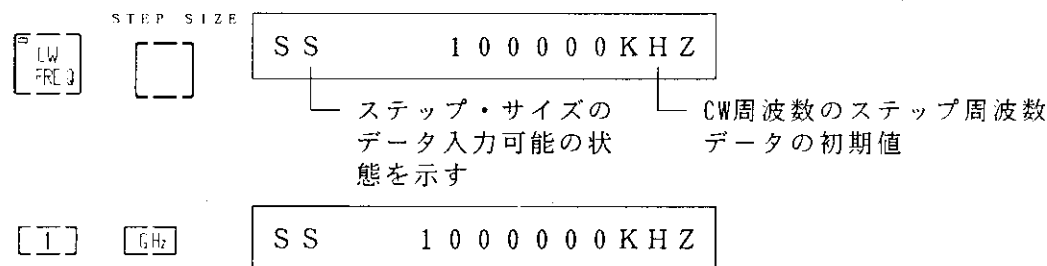 STEP SIZE
CW
FREQ
SS 100000KHZ
ステップ・サイズの
データ入力可能の状
態を示す
CW周波数のステップ周波数
データの初期値
1
GHz
SS 1000000KHZ